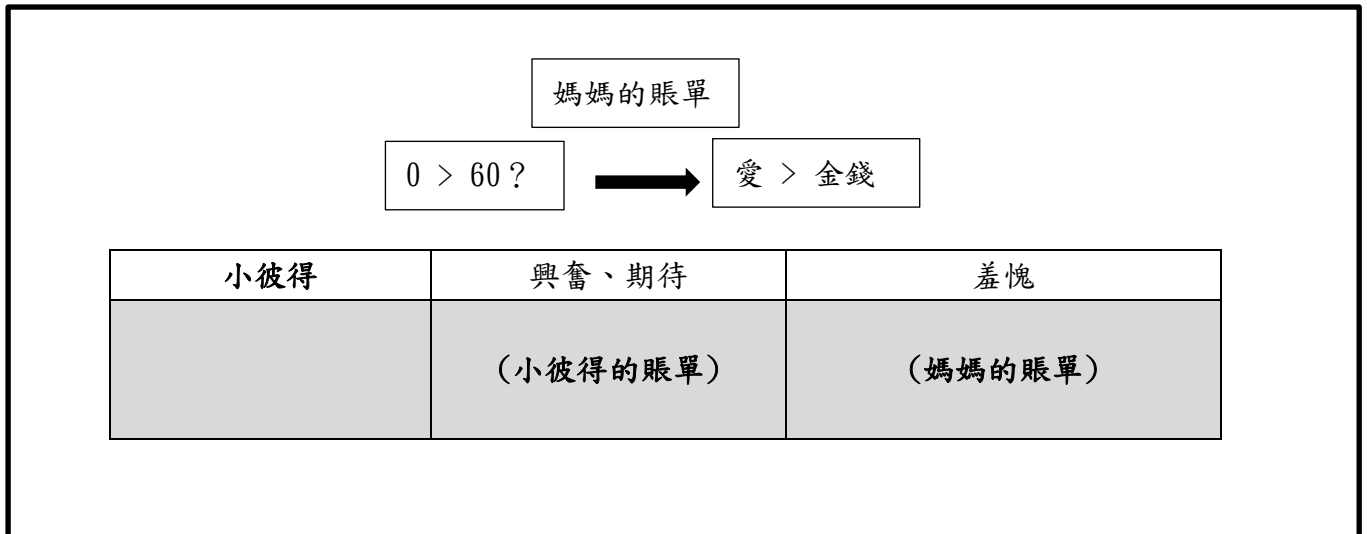 媽媽的賬單
0 > 60？ 愛 > 金錢
小彼得 興奮、期待 羞愧
(小彼得的賬單) (媽媽的賬單)